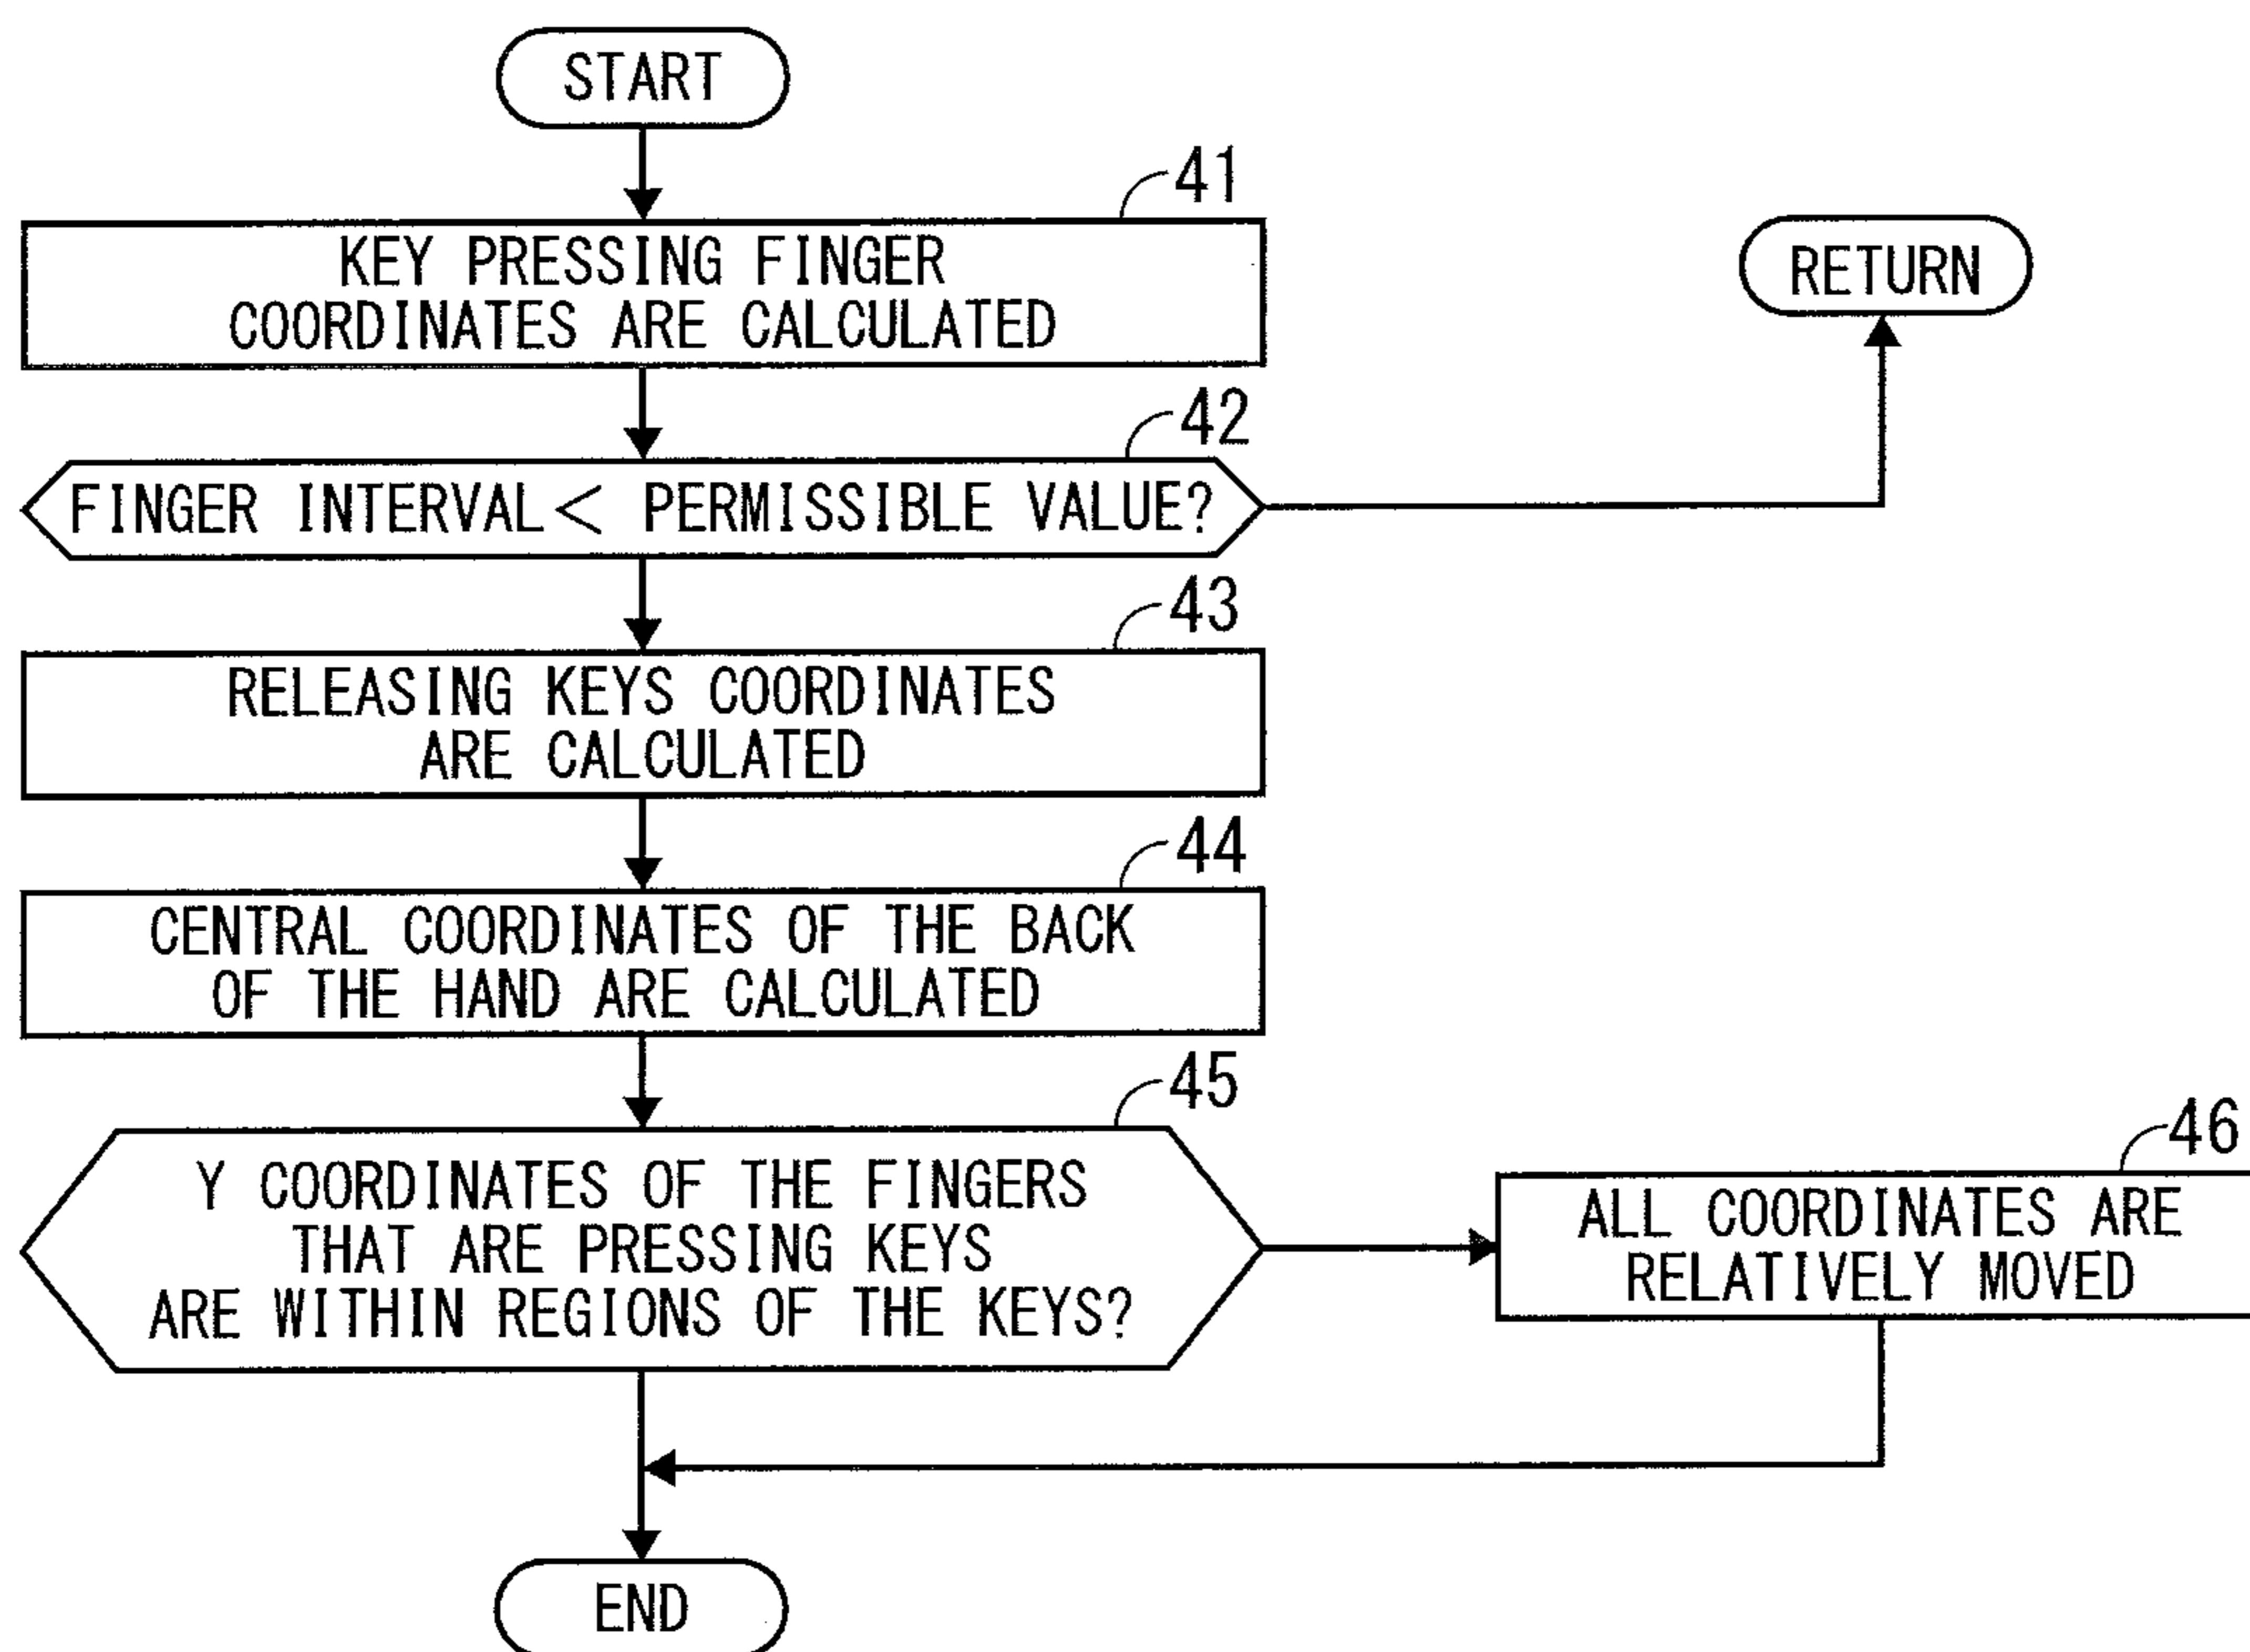 START
41
KEY PRESSING FINGER
COORDINATES ARE CALCULATED
RETURN
42
FINGER INTERVAL < PERMISSIBLE VALUE?
43
RELEASING KEYS COORDINATES
ARE CALCULATED
44
CENTRAL COORDINATES OF THE BACK
OF THE HAND ARE CALCULATED
45
Y COORDINATES OF THE FINGERS
THAT ARE PRESSING KEYS
ARE WITHIN REGIONS OF THE KEYS?
46
ALL COORDINATES ARE
RELATIVELY MOVED
END